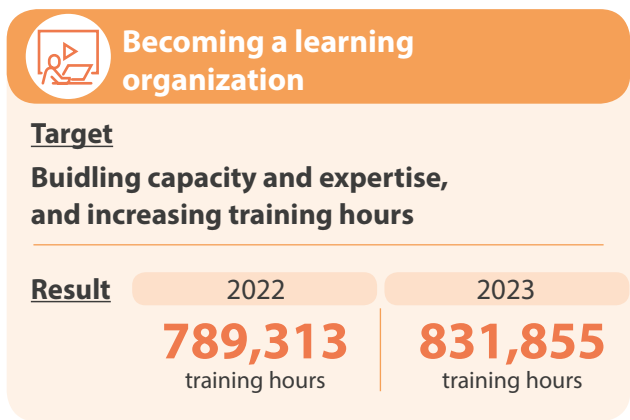 Becoming a learning
organization
Target
Buidling capacity and expertise,
and increasing training hours
Result 2022 2023
789,313 831,855
training hours training hours